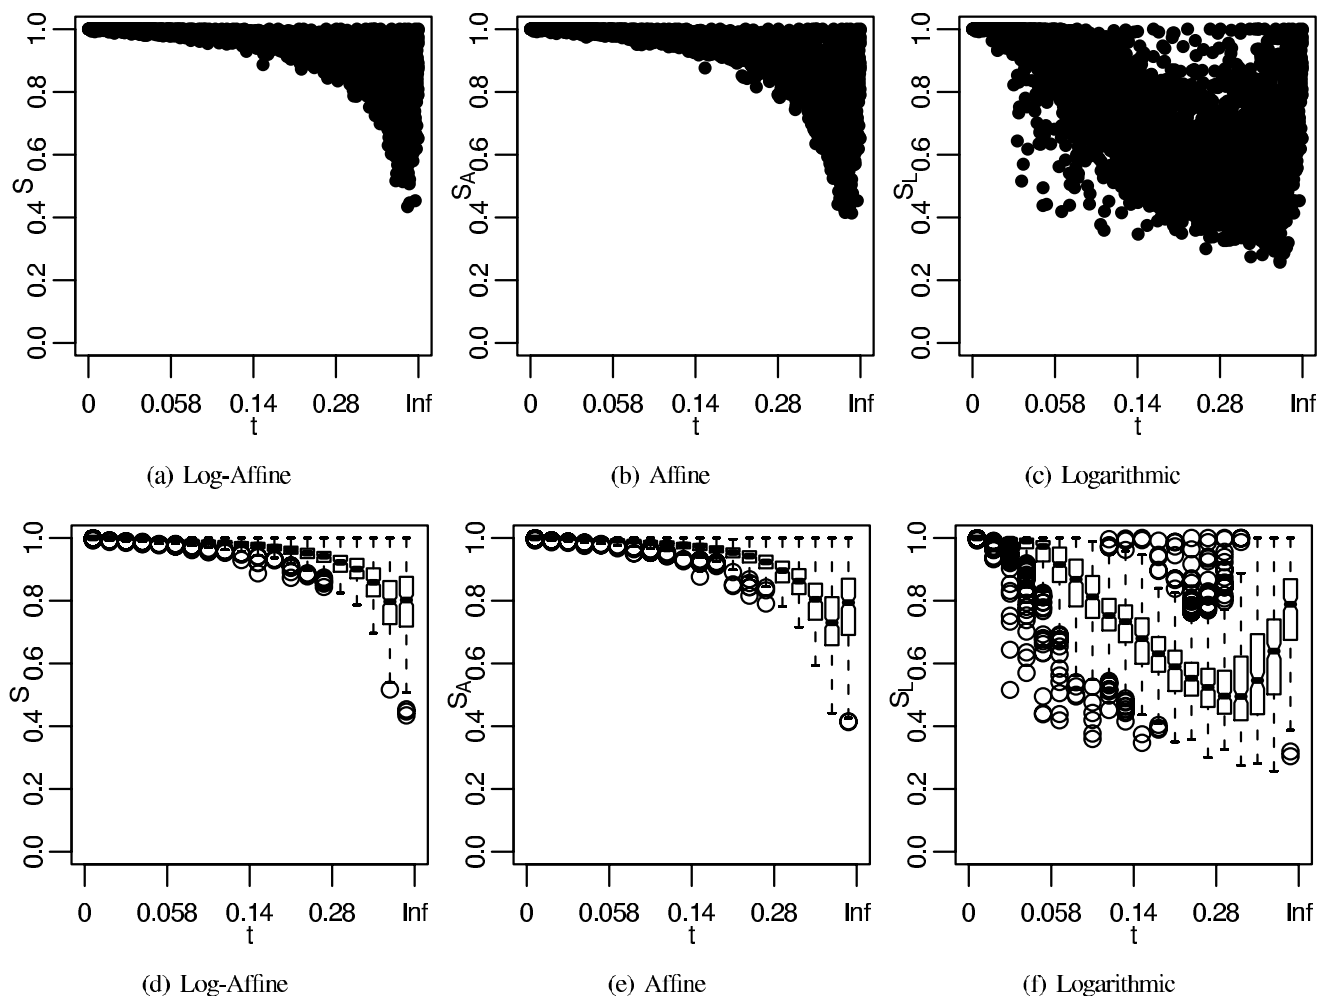 0.0 0.2 0.4 0.6 0.8 1.0
S
0 0.058 0.14 0.28 Inf
t
(a) Log-Affine
0.0 0.2 0.4 0.6 0.8 1.0
SA
0 0.058 0.14 0.28 Inf
t
(b) Affine
0.0 0.2 0.4 0.6 0.8 1.0
SL
0 0.058 0.14 0.28 Inf
t
(c) Logarithmic
0.0 0.2 0.4 0.6 0.8 1.0
S
0 0.058 0.14 0.28 Inf
t
(d) Log-Affine
0.0 0.2 0.4 0.6 0.8 1.0
SA
0 0.058 0.14 0.28 Inf
t
(e) Affine
0.0 0.2 0.4 0.6 0.8 1.0
SL
0 0.058 0.14 0.28 Inf
t
(f) Logarithmic